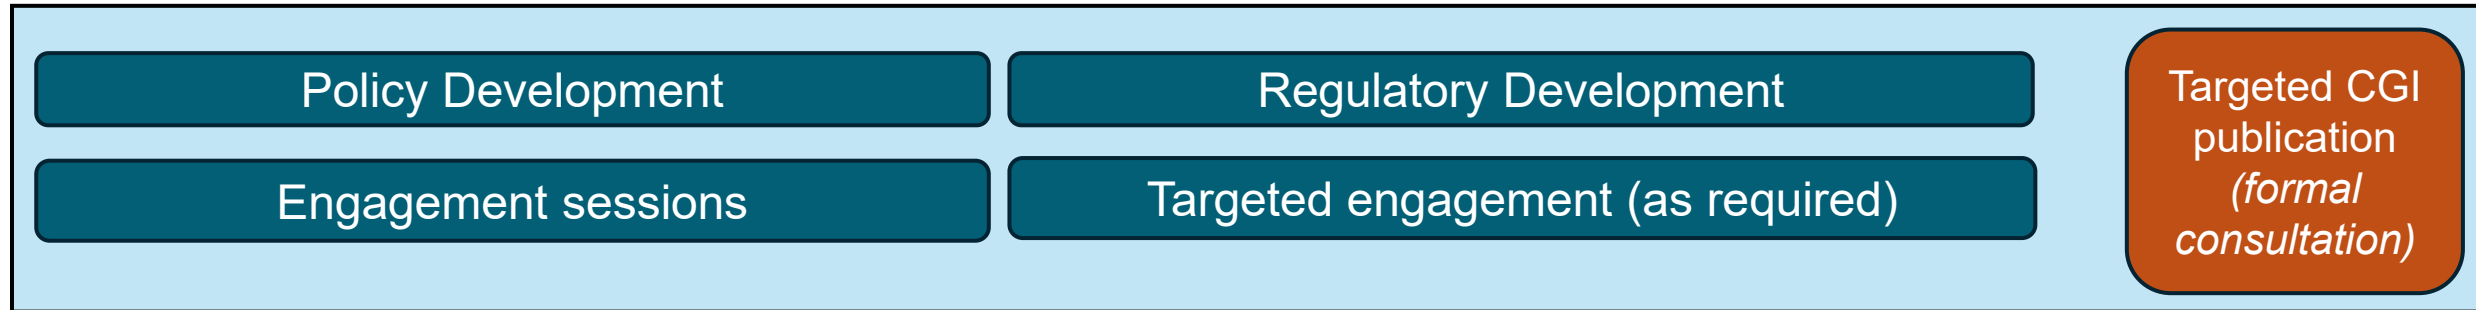 Policy Development
Regulatory Development
Engagement sessions
Targeted engagement (as required)
Targeted CGI
publication
(formal
consultation)